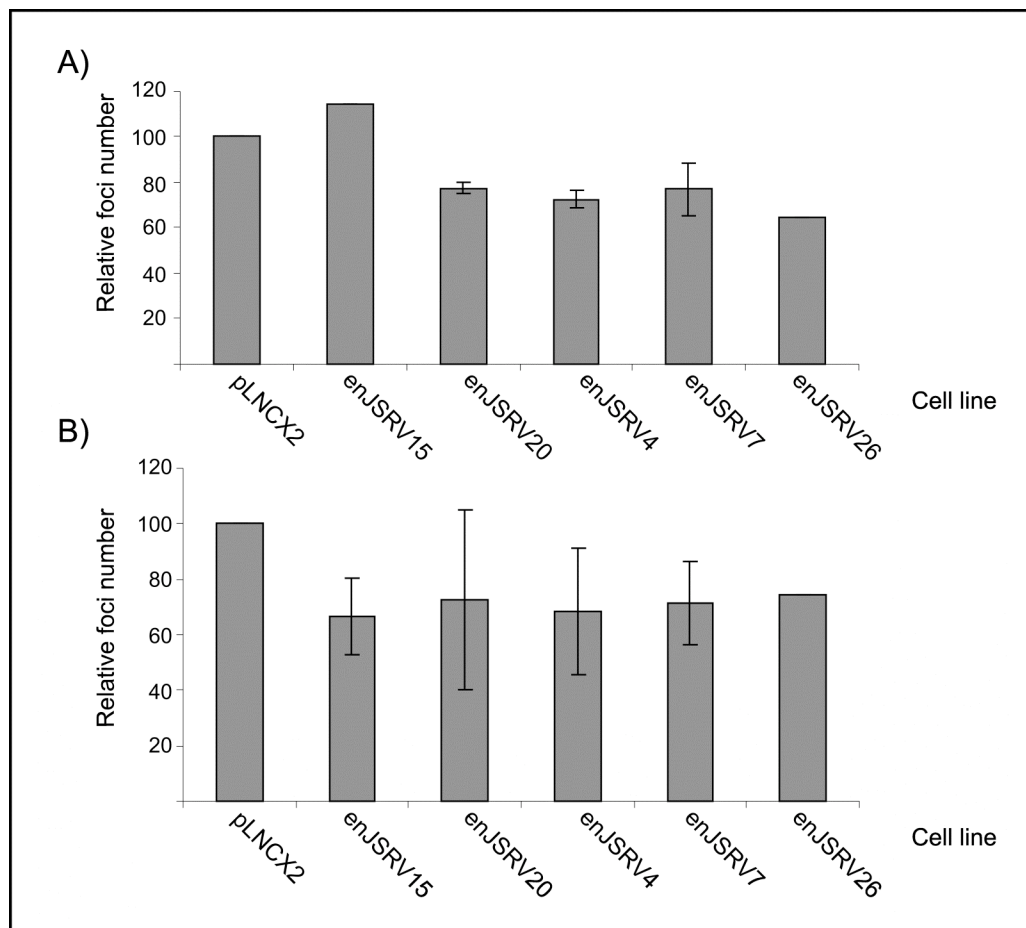 A)
Relative foci number
120
100
80
60
40
20
pLNCX2
enJSRV15
enJSRV20
enJSRV4
enJSRV7
enJSRV26
Cell line
B)
Relative foci number
120
100
80
60
40
20
pLNCX2
enJSRV15
enJSRV20
enJSRV4
enJSRV7
enJSRV26
Cell line